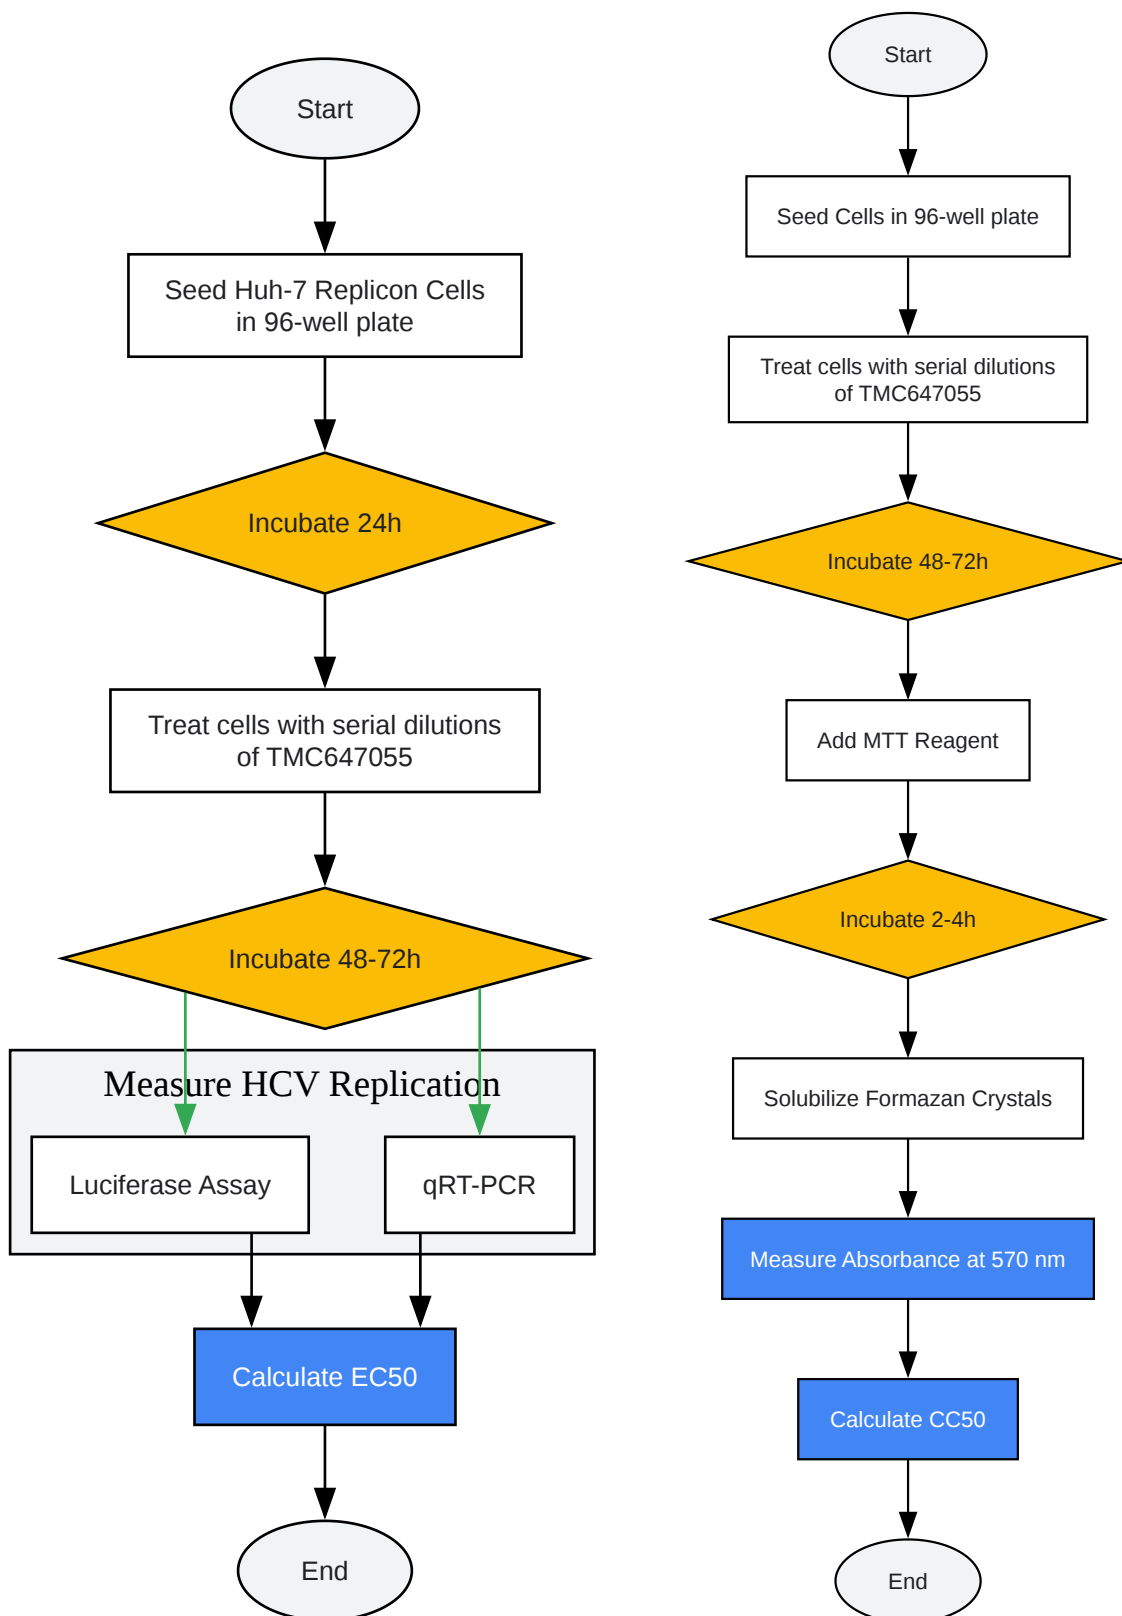 Start
Seed Huh-7 Replicon Cells
in 96-well plate
Incubate 24h
Treat cells with serial dilutions
of TMC647055
Incubate 48-72h
Measure HCV Replication
Luciferase Assay
qRT-PCR
Calculate EC50
End
Start
Seed Cells in 96-well plate
Treat cells with serial dilutions
of TMC647055
Incubate 48-72h
Add MTT Reagent
Incubate 2-4h
Solubilize Formazan Crystals
Measure Absorbance at 570 nm
Calculate CC50
End